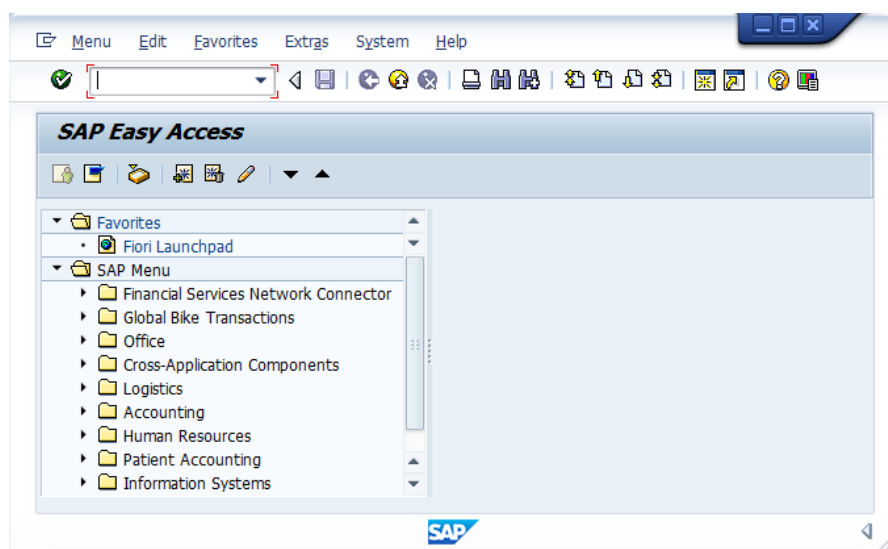 Menu Edit Favorites Extras System Help
SAP Easy Access
Favorites
Fiori Launchpad
SAP Menu
Financial Services Network Connector
Global Bike Transactions
Office
Cross-Application Components
Logistics
Accounting
Human Resources
Patient Accounting
Information Systems
SAP